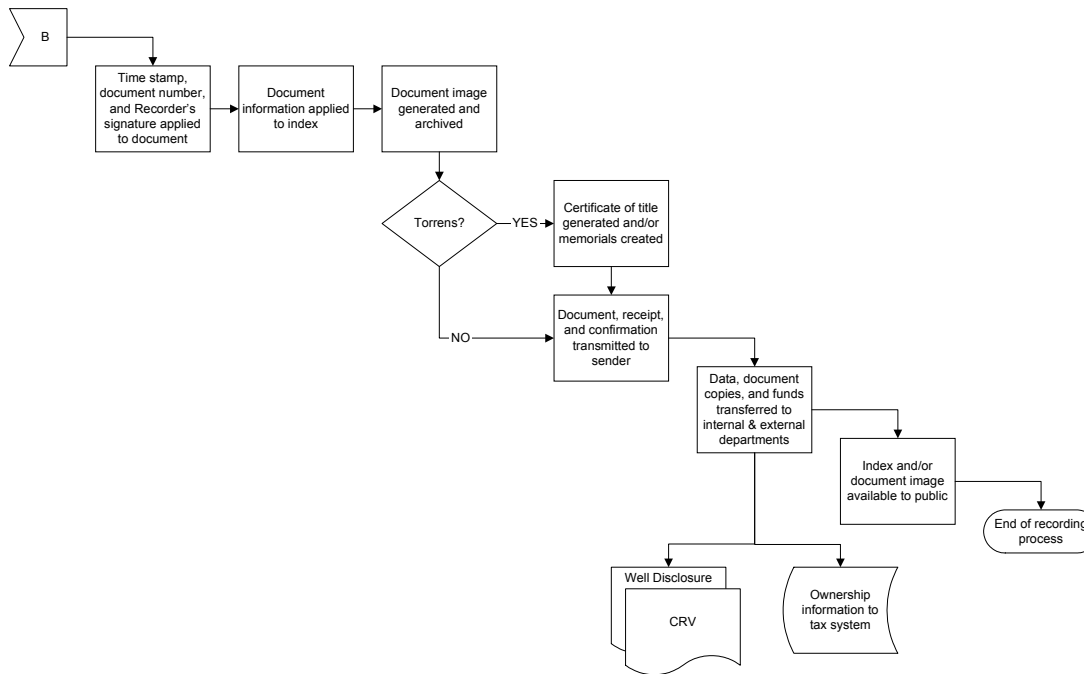 B
Time stamp,
document number,
and Recorder's
signature applied
to document
Document
information applied
to index
Document image
generated and
archived
Torrens?
YES
Certificate of title
generated and/or
memorials created
NO
Document, receipt,
and confirmation
transmitted to
sender
Data, document
copies, and funds
transferred to
internal & external
departments
Index and/or
document image
available to public
End of recording
process
Well Disclosure
CRV
Ownership
information to
tax system